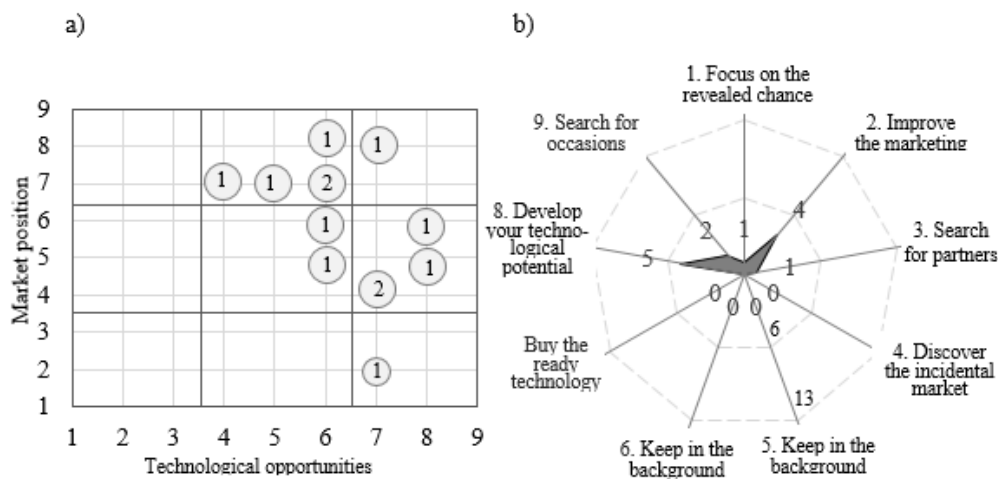 a)
b)
9
8
7
6
5
4
3
2
1
Market position
1 1
1 1 2
1 1
1 1
2
1
1 2 3 4 5 6 7 8 9
Technological opportunities
1. Focus on the
revealed chance
9. Search for
occasions
2. Improve
the marketing
8. Develop
your techno-
logical
potential
3. Search
for partners
Buy the
ready
technology
4. Discover
the incidental
market
6. Keep in the
background
5. Keep in the
background
2 1 4
5 1
0 0 0 0
6
13